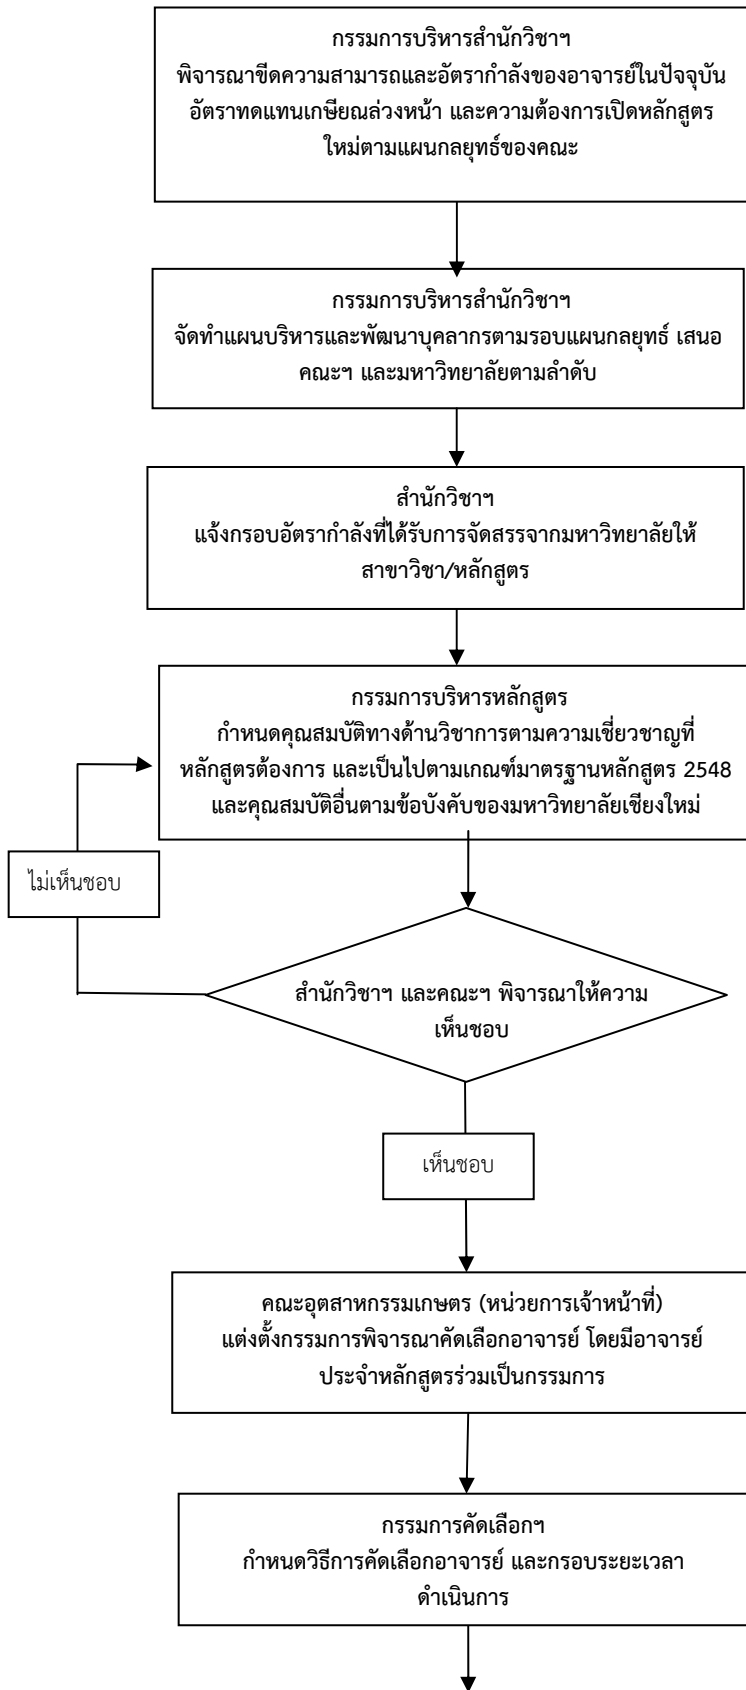 กรรมการบริหารสำนักวิชาฯ
พิจารณาขีดความสามารถและอัตรากำลังของอาจารย์ในปัจจุบัน
อัตราทดแทนเกษียณล่วงหน้า และความต้องการเปิดหลักสูตร
ใหม่ตามแผนกลยุทธ์ของคณะ
กรรมการบริหารสำนักวิชาฯ
จัดทำแผนบริหารและพัฒนาบุคลากรตามรอบแผนกลยุทธ์ เสนอ
คณะฯ และมหาวิทยาลัยตามลำดับ
สำนักวิชาฯ
แจ้งกรอบอัตรากำลังที่ได้รับการจัดสรรจากมหาวิทยาลัยให้
สาขาวิชา/หลักสูตร
กรรมการบริหารหลักสูตร
กำหนดคุณสมบัติทางด้านวิชาการตามความเชี่ยวชาญที่
หลักสูตรต้องการ และเป็นไปตามเกณฑ์มาตรฐานหลักสูตร 2548
และคุณสมบัติอื่นตามข้อบังคับของมหาวิทยาลัยเชียงใหม่
ไม่เห็นชอบ
สำนักวิชาฯ และคณะฯ พิจารณาให้ความ
เห็นชอบ
เห็นชอบ
คณะอุตสาหกรรมเกษตร (หน่วยการเจ้าหน้าที่)
แต่งตั้งกรรมการพิจารณาคัดเลือกอาจารย์ โดยมีอาจารย์
ประจำหลักสูตรร่วมเป็นกรรมการ
กรรมการคัดเลือกฯ
กำหนดวิธีการคัดเลือกอาจารย์ และกรอบระยะเวลา
ดำเนินการ